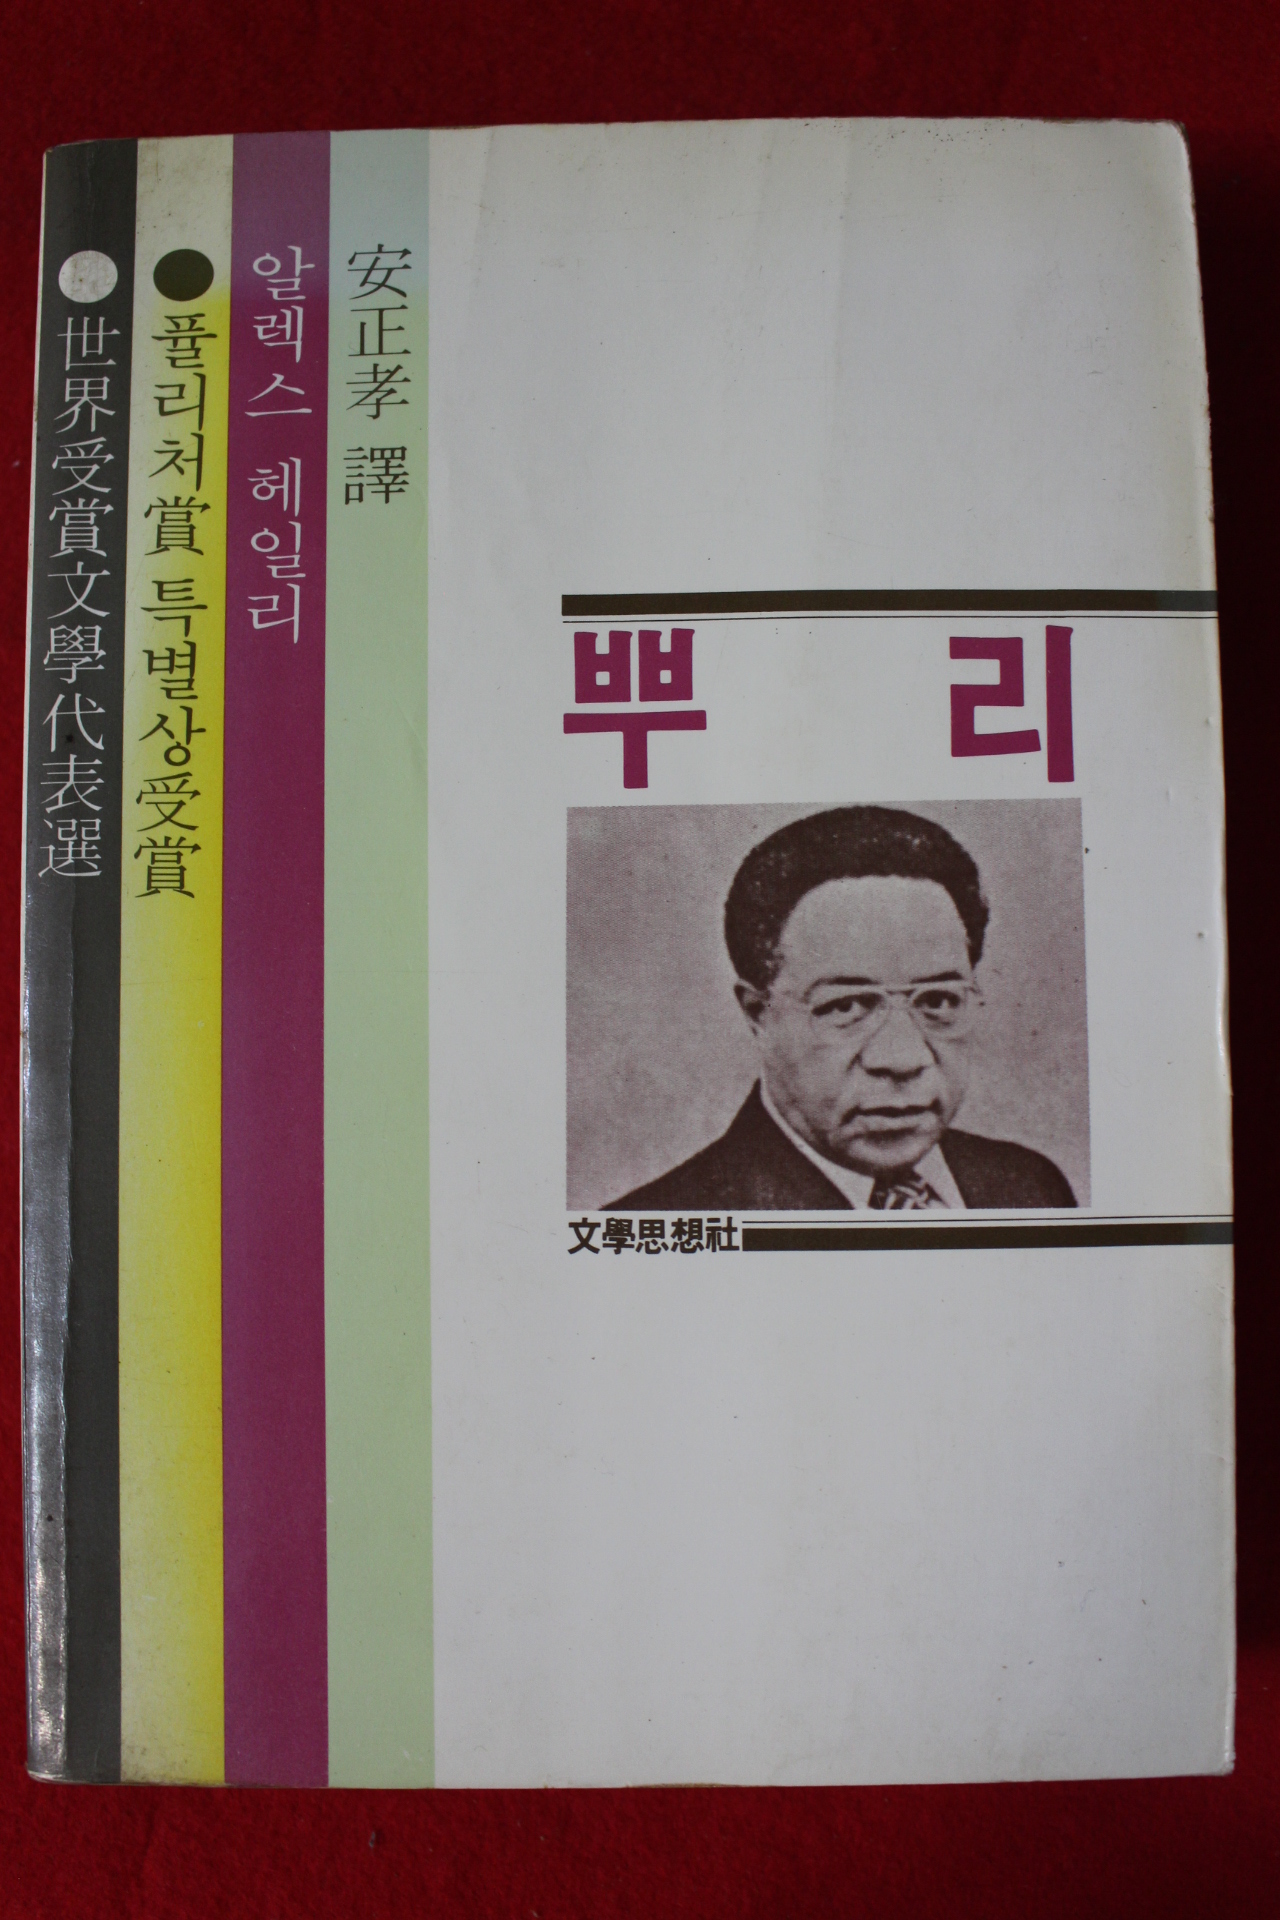 ●世界受賞文學代表選
●퓰리처賞 특별상受賞
알렉스 헤일리
安正孝 譯
뿌리
文學思想社